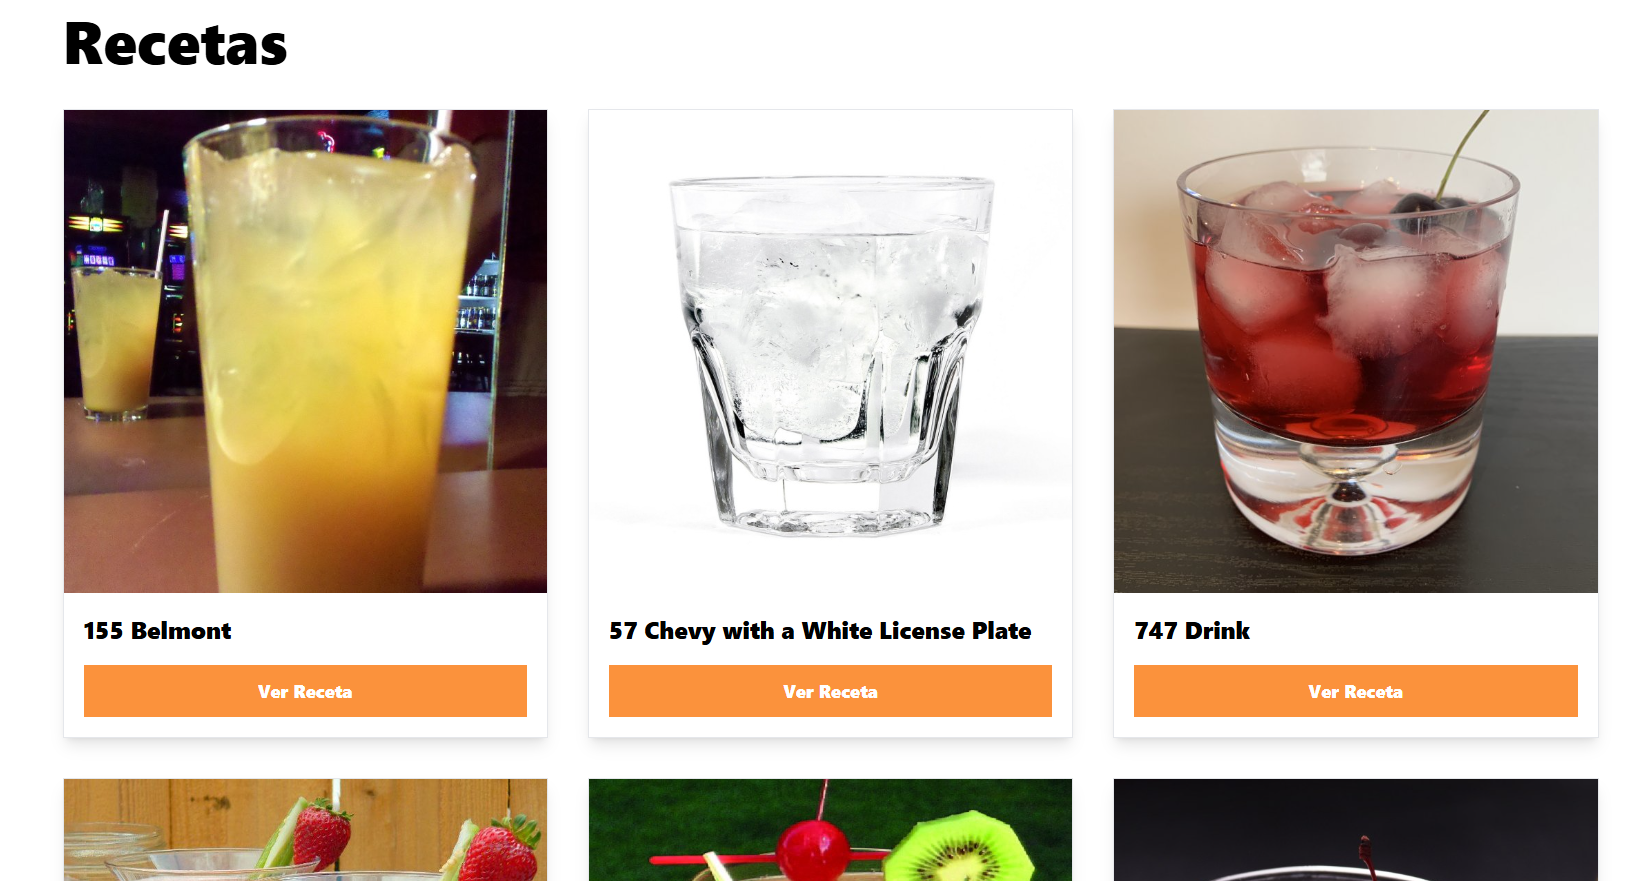 Recetas
155 Belmont
57 Chevy with a White License Plate
747 Drink
Ver Receta
Ver Receta
Ver Receta